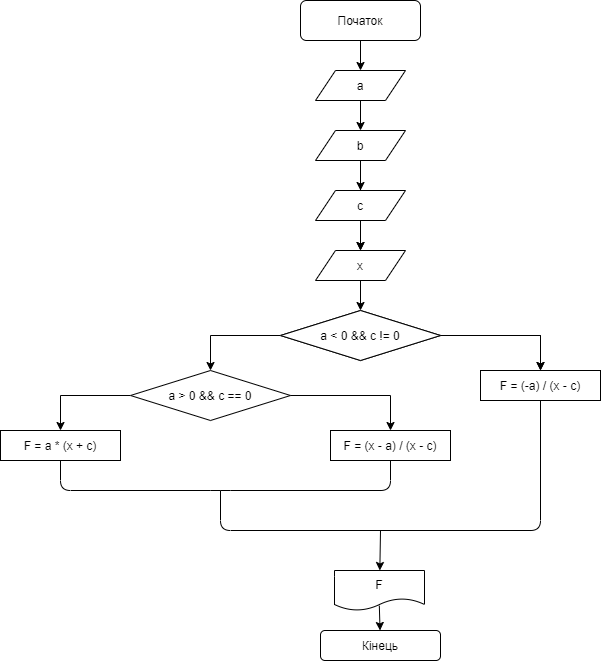 Початок
a
b
c
x
a < 0 && c != 0
a > 0 && c == 0
F = (-a) / (x - c)
F = a * (x + c)
F = (x - a) / (x - c)
F
Кінець